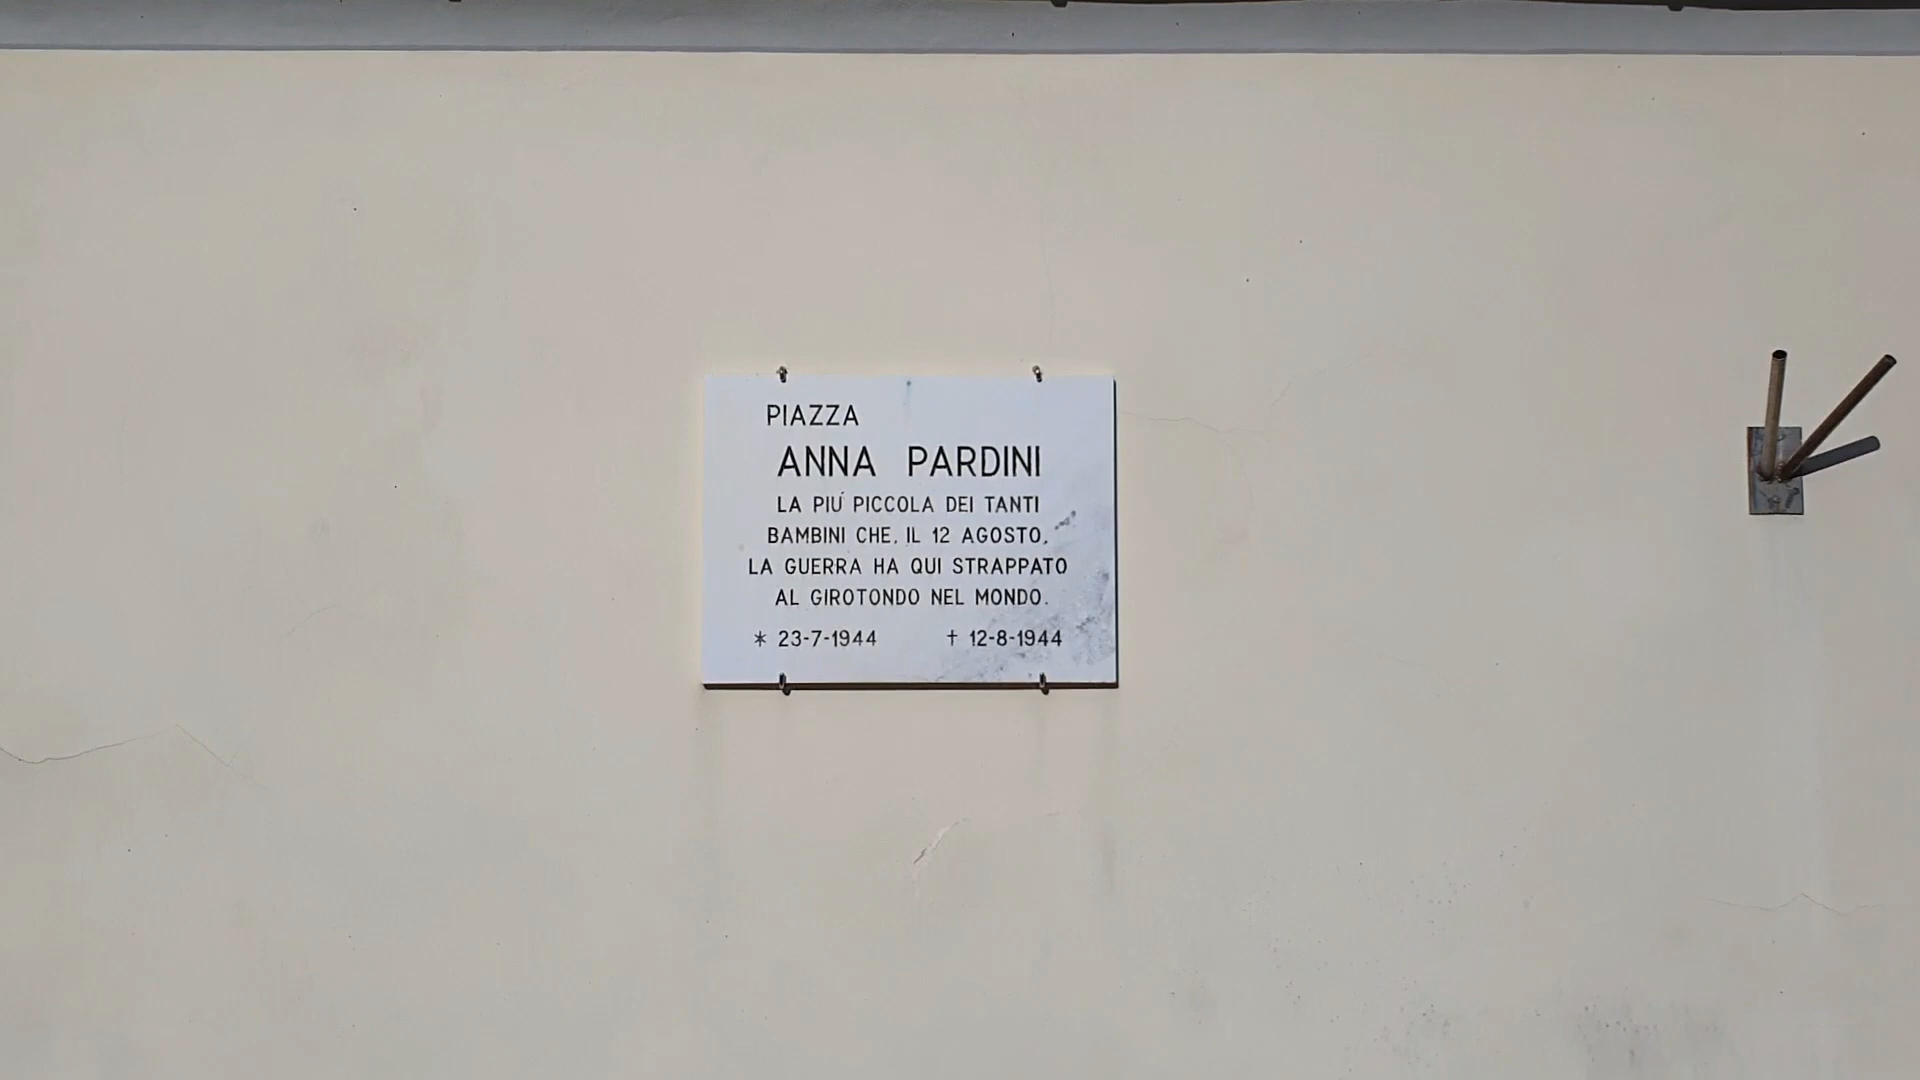 PIAZZA
ANNA PARDINI
LA PIÚ PICCOLA DEI TANTI
BAMBINI CHE, IL 12 AGOSTO,
LA GUERRA HA QUI STRAPPATO
AL GIROTONDO NEL MONDO.
* 23-7-1944 † 12-8-1944